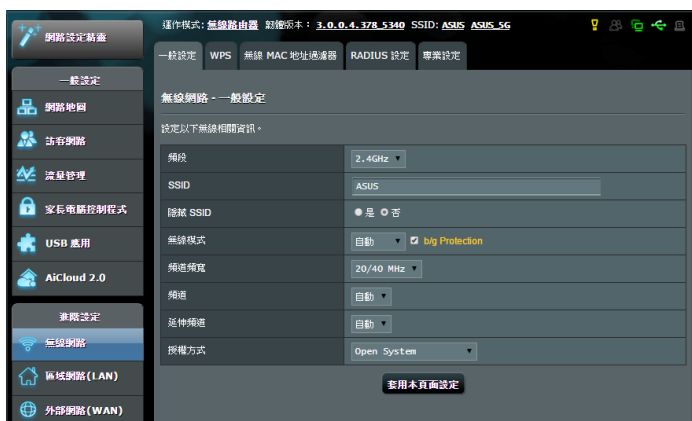 運作模式: 無線路由器 韌體版本： 3.0.0.4.378_5340 SSID: ASUS ASUS_5G
網路設定精靈
一般設定
網路地圖
訪客網路
流量管理
家長電腦控制程式
USB 應用
AiCloud 2.0
進階設定
無線網路
區域網路(LAN)
外部網路(WAN)
一般設定 WPS 無線 MAC 地址過濾器 RADIUS 設定 專業設定
無線網路 - 一般設定
設定以下無線相關資訊。
頻段 2.4GHz
SSID ASUS
隱藏 SSID 是 否
無線模式 自動 b/g Protection
頻道頻寬 20/40 MHz
頻道 自動
延伸頻道 自動
授權方式 Open System
套用本頁面設定